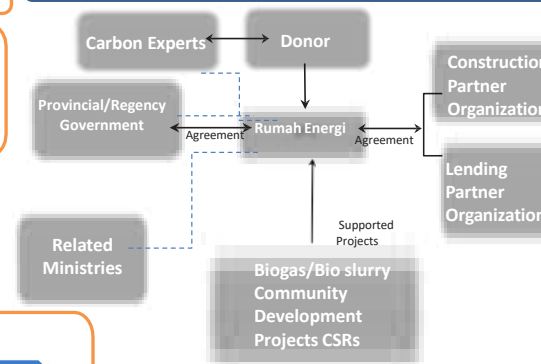 Carbon Experts
Donor
Construction
Partner
Organization
Provincial/Regency
Government
Agreement
Rumah Energi
Agreement
Lending
Partner
Organization
Related
Ministries
Supported
Projects
Biogas/Bio slurry
Community
Development
Projects CSRs